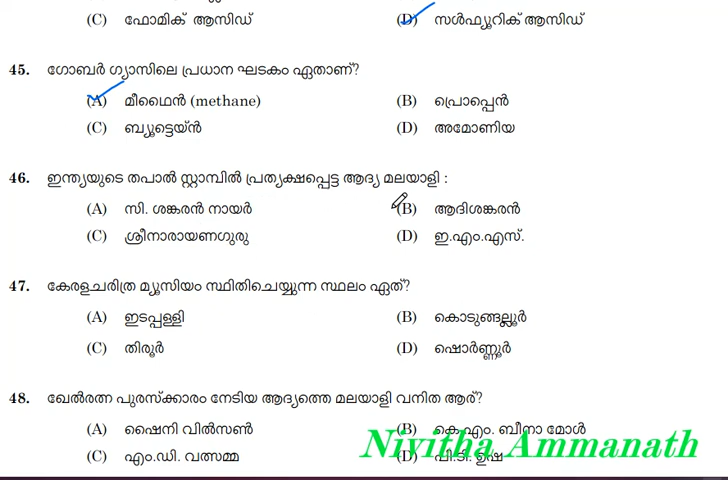 (C) ഫോമിക് ആസിഡ് (D) സൾഫ്യൂറിക് ആസിഡ്
45. ഗോബർ ഗ്യാസിലെ പ്രധാന ഘടകം ഏതാണ്?
(A) മീഥൈൻ (methane) (B) പ്രൊപ്പെൻ
(C) ബ്യൂട്ടെയ്ൻ (D) അമോണിയ
46. ഇന്ത്യയുടെ തപാൽ സ്റ്റാമ്പിൽ പ്രത്യക്ഷപ്പെട്ട ആദ്യ മലയാളി :
(A) സി. ശങ്കരൻ നായർ (B) ആദിശങ്കരൻ
(C) ശ്രീനാരായണഗുരു (D) ഇ.എം.എസ്.
47. കേരളചരിത്ര മ്യൂസിയം സ്ഥിതിചെയ്യുന്ന സ്ഥലം ഏത്?
(A) ഇടപ്പള്ളി (B) കൊടുങ്ങല്ലൂർ
(C) തിരൂർ (D) ഷൊർണ്ണൂർ
48. ഖേൽരത്ന പുരസ്ക്കാരം നേടിയ ആദ്യത്തെ മലയാളി വനിത ആര്?
(A) ഷൈനി വിൽസൺ (B) കെ.എം. ബീനാ മോൾ
Nivitha Ammanath
(C) എം.ഡി. വത്സമ്മ (D) പി.ടി. ഉഷ